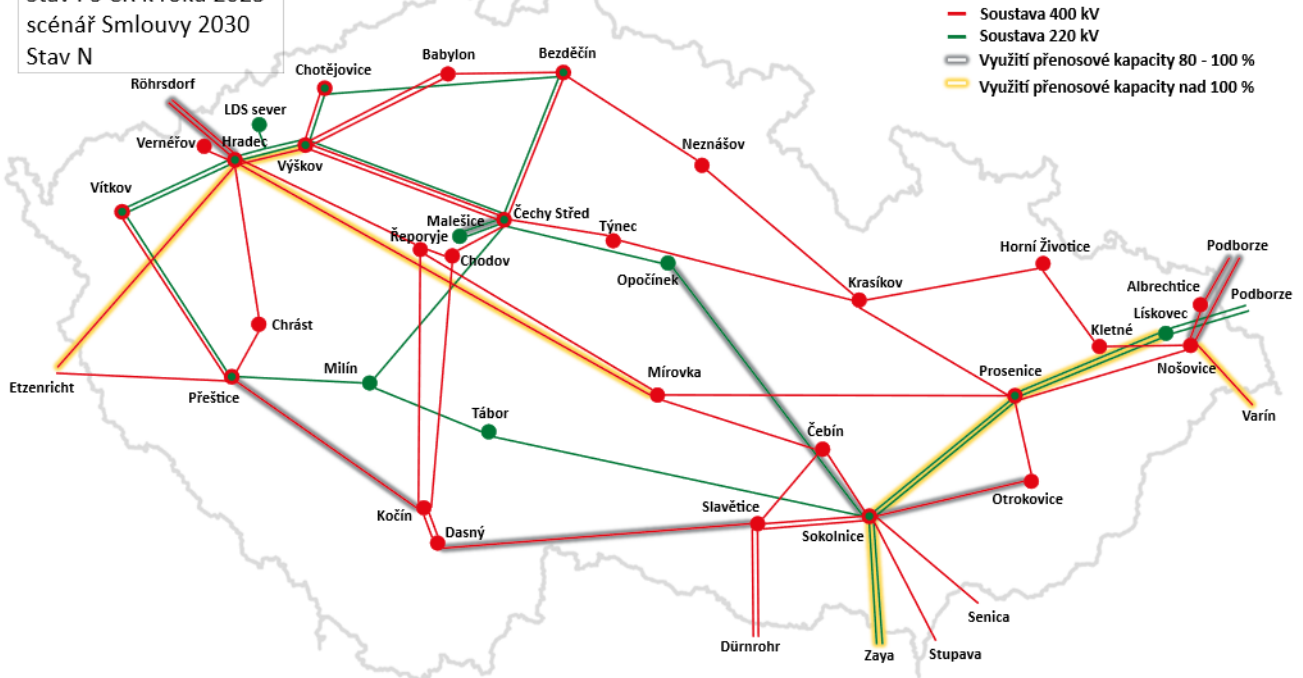 scénář Smlouvy 2030
Stav N
Soustava 400 kV
Soustava 220 kV
Využití přenosové kapacity 80 - 100 %
Využití přenosové kapacity nad 100 %
Babylon
Bezděčín
Chotějovice
Röhrsdorf
LDS sever
Vernéřov
Hradec
Výškov
Neznášov
Vítkov
Malešice
Čechy Střed
Týnec
Řeporyje
Chodov
Opočínek
Horní Životice
Podborze
Albrechtice
Podborze
Krasíkov
Lískovec
Chrást
Kletné
Nošovice
Etzenricht
Milín
Přeštice
Mírovka
Prosenice
Varín
Tábor
Čebín
Otrokovice
Kočín
Slavětice
Dasný
Sokolnice
Senica
Dürnrohr
Zaya
Stupava